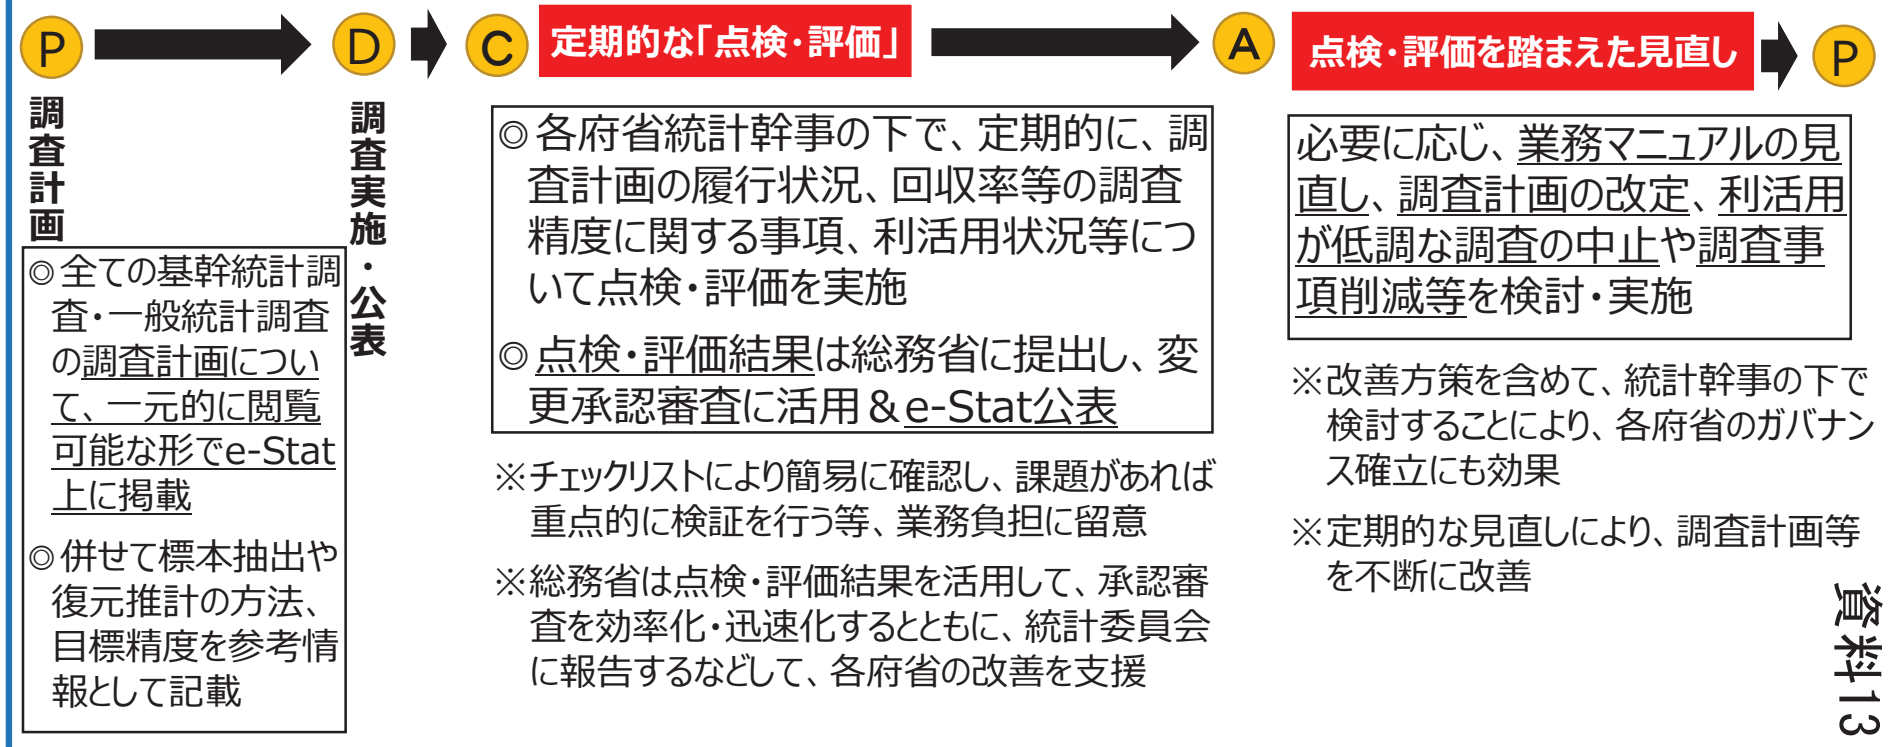 P
調査計画
◎全ての基幹統計調
査・一般統計調査
の調査計画につい
て、一元的に閲覧
可能な形でe-Stat
上に掲載
◎併せて標本抽出や
復元推計の方法、
目標精度を参考情
報として記載
D
調査実施・公表
C
定期的な「点検・評価」
◎各府省統計幹事の下で、定期的に、調
査計画の履行状況、回収率等の調査
精度に関する事項、利活用状況等につ
いて点検・評価を実施
◎点検・評価結果は総務省に提出し、変
更承認審査に活用＆e-Stat公表
※チェックリストにより簡易に確認し、課題があれば
重点的に検証を行う等、業務負担に留意
※総務省は点検・評価結果を活用して、承認審
査を効率化・迅速化するとともに、統計委員会
に報告するなどして、各府省の改善を支援
A
点検・評価を踏まえた見直し
必要に応じ、業務マニュアルの見
直し、調査計画の改定、利活用
が低調な調査の中止や調査事
項削減等を検討・実施
※改善方策を含めて、統計幹事の下で
検討することにより、各府省のガバナン
ス確立にも効果
※定期的な見直しにより、調査計画等
を不断に改善
P
資料13